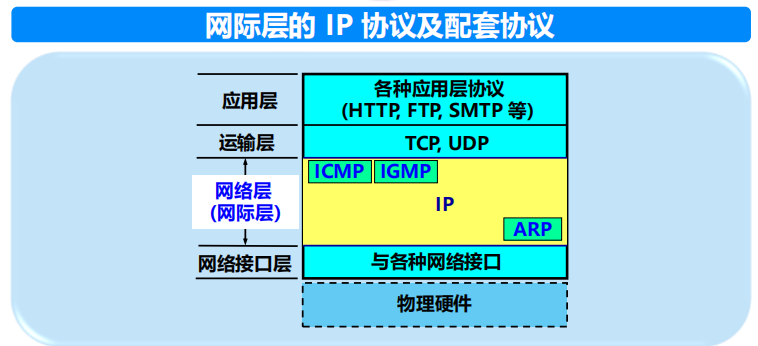 网际层的 IP 协议及配套协议
应用层
各种应用层协议
(HTTP, FTP, SMTP 等)
运输层
TCP, UDP
网络层
(网际层)
ICMP
IGMP
IP
ARP
网络接口层
与各种网络接口
物理硬件